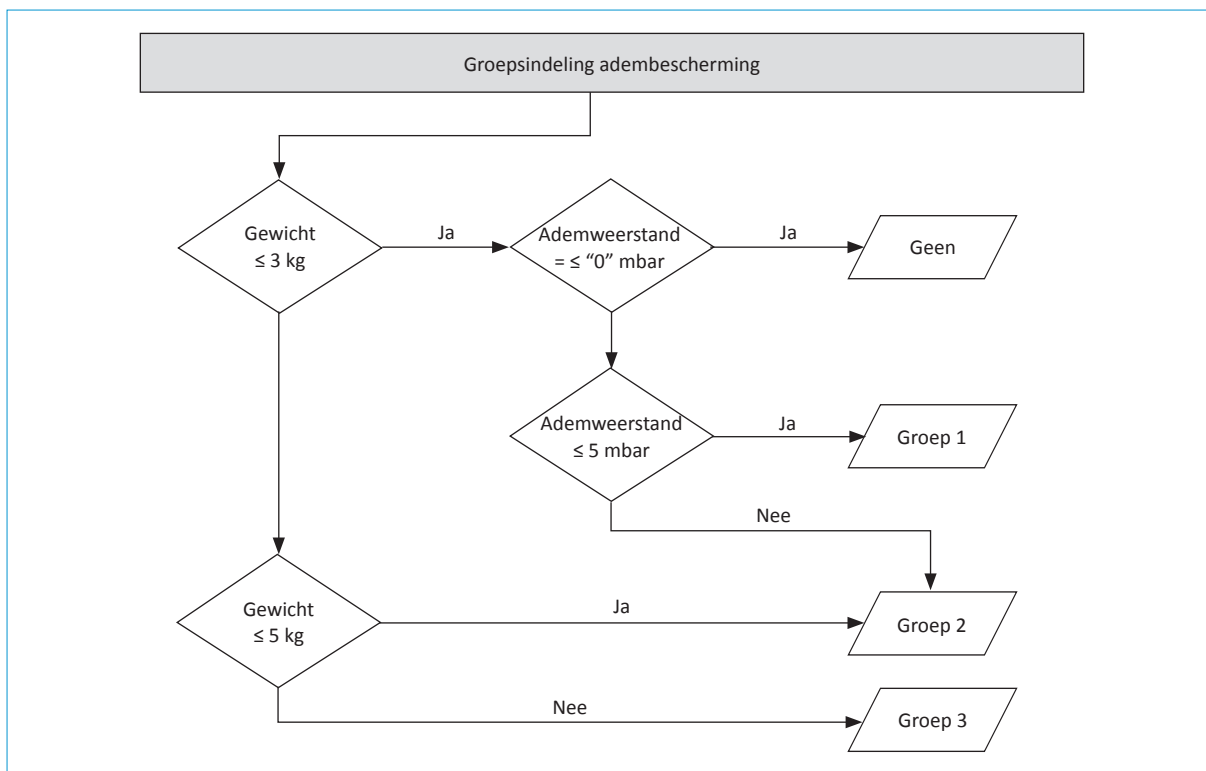 Groepsindeling adembescherming
Gewicht
≤ 3 kg
Ja
Ademweerstand
= ≤ “0” mbar
Ja
Geen
Ademweerstand
≤ 5 mbar
Ja
Groep 1
Nee
Gewicht
≤ 5 kg
Ja
Groep 2
Nee
Groep 3